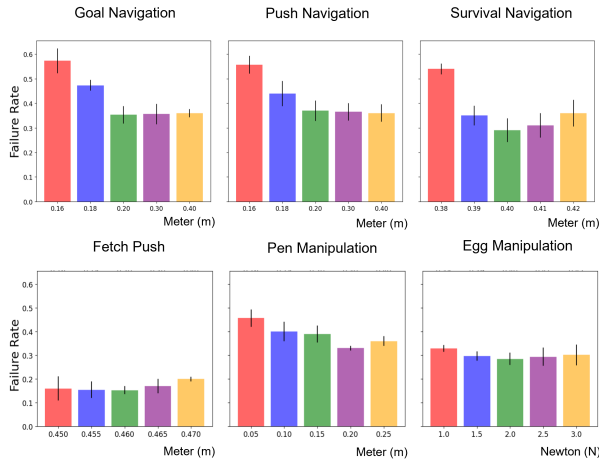 Goal Navigation
Push Navigation
Survival Navigation
Failure Rate
0.6
0.5
0.4
0.3
0.2
0.1
0.0
0.16 0.18 0.20 0.30 0.40
Meter (m)
0.16 0.18 0.20 0.30 0.40
Meter (m)
0.38 0.39 0.40 0.41 0.42
Meter (m)
Fetch Push
Pen Manipulation
Egg Manipulation
Failure Rate
0.6
0.5
0.4
0.3
0.2
0.1
0.0
0.450 0.455 0.460 0.465 0.470
Meter (m)
0.05 0.10 0.15 0.20 0.25
Meter (m)
1.0 1.5 2.0 2.5 3.0
Newton (N)